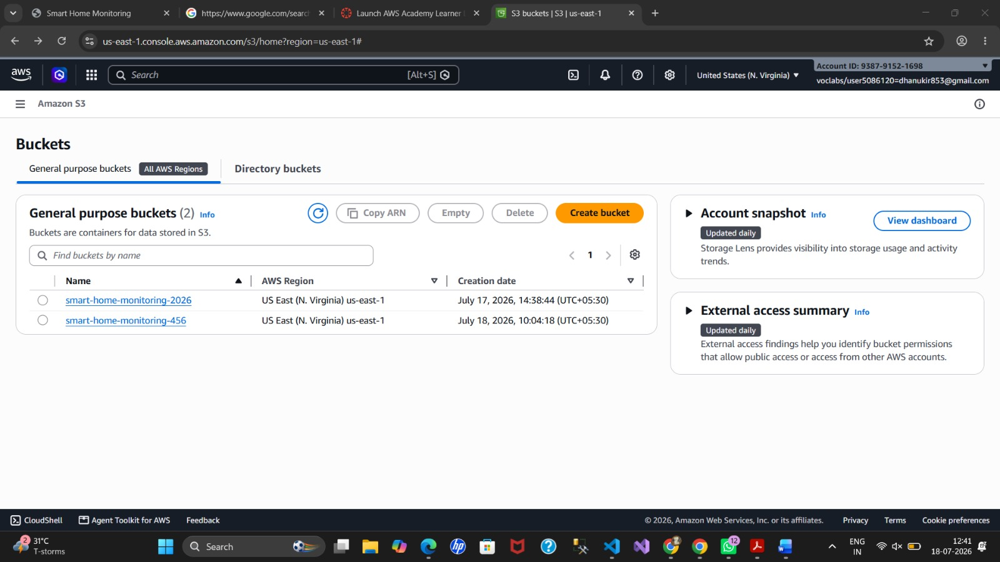 Smart Home Monitoring
https://www.google.com/searc
Launch AWS Academy Learner
S3 buckets | S3 | us-east-1
us-east-1.console.aws.amazon.com/s3/home?region=us-east-1#
aws
Search
[Alt+S]
United States (N. Virginia)
Account ID: 9387-9152-1698
voclabs/user5086120=dhanukir853@gmail.com
Amazon S3
Buckets
General purpose buckets All AWS Regions
Directory buckets
General purpose buckets (2) Info
Copy ARN
Empty
Delete
Create bucket
Buckets are containers for data stored in S3.
Find buckets by name
1
Name AWS Region Creation date
smart-home-monitoring-2026 US East (N. Virginia) us-east-1 July 17, 2026, 14:38:44 (UTC+05:30)
smart-home-monitoring-456 US East (N. Virginia) us-east-1 July 18, 2026, 10:04:18 (UTC+05:30)
Account snapshot Info
View dashboard
Updated daily
Storage Lens provides visibility into storage usage and activity
trends.
External access summary Info
Updated daily
External access findings help you identify bucket permissions
that allow public access or access from other AWS accounts.
CloudShell
Agent Toolkit for AWS
Feedback
© 2026, Amazon Web Services, Inc. or its affiliates.
Privacy
Terms
Cookie preferences
2
31°C
T-storms
Search
hp
12
W
ENG
IN
12:41
18-07-2026